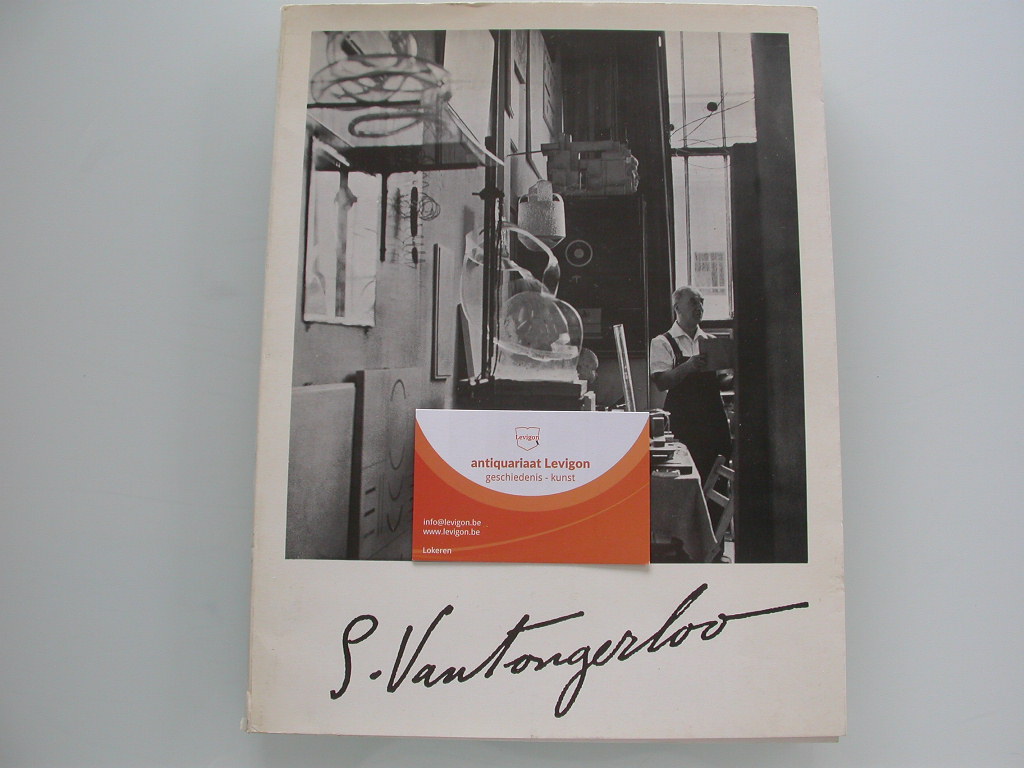 Levigon
antiquariaat Levigon
geschiedenis - kunst
info@levigon.be
www.levigon.be
Lokeren
G. Vantongerloo